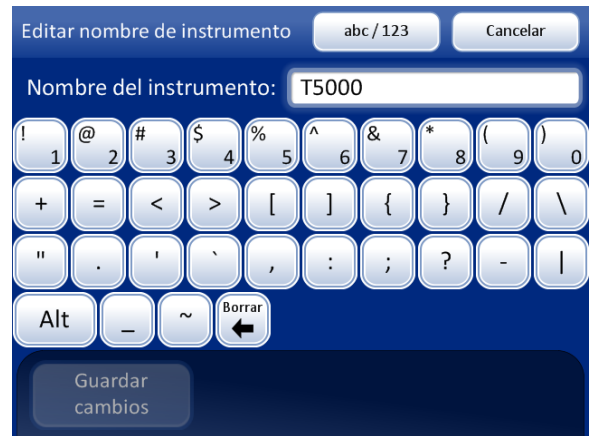 Editar nombre de instrumento abc / 123 Cancelar
Nombre del instrumento: T5000
! 1 @ 2 # 3 $ 4 % 5 ^ 6 & 7 * 8 ( 9 ) 0
+ = < > [ ] { } / \
" . ' ` , : ; ? - |
Alt _ ~ Borrar
Guardar
cambios